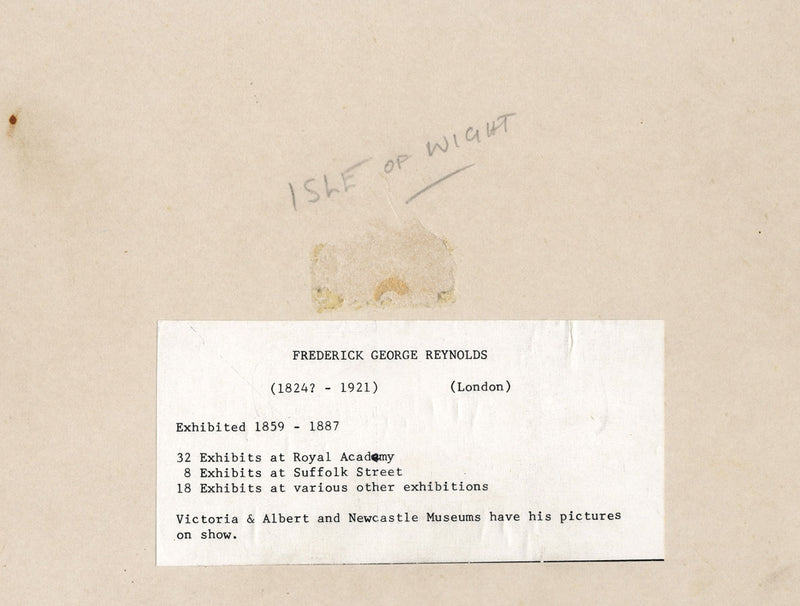 ISLE OF WIGHT
FREDERICK GEORGE REYNOLDS
(1824? - 1921) (London)
Exhibited 1859 - 1887
32 Exhibits at Royal Academy
8 Exhibits at Suffolk Street
18 Exhibits at various other exhibitions
Victoria & Albert and Newcastle Museums have his pictures
on show.